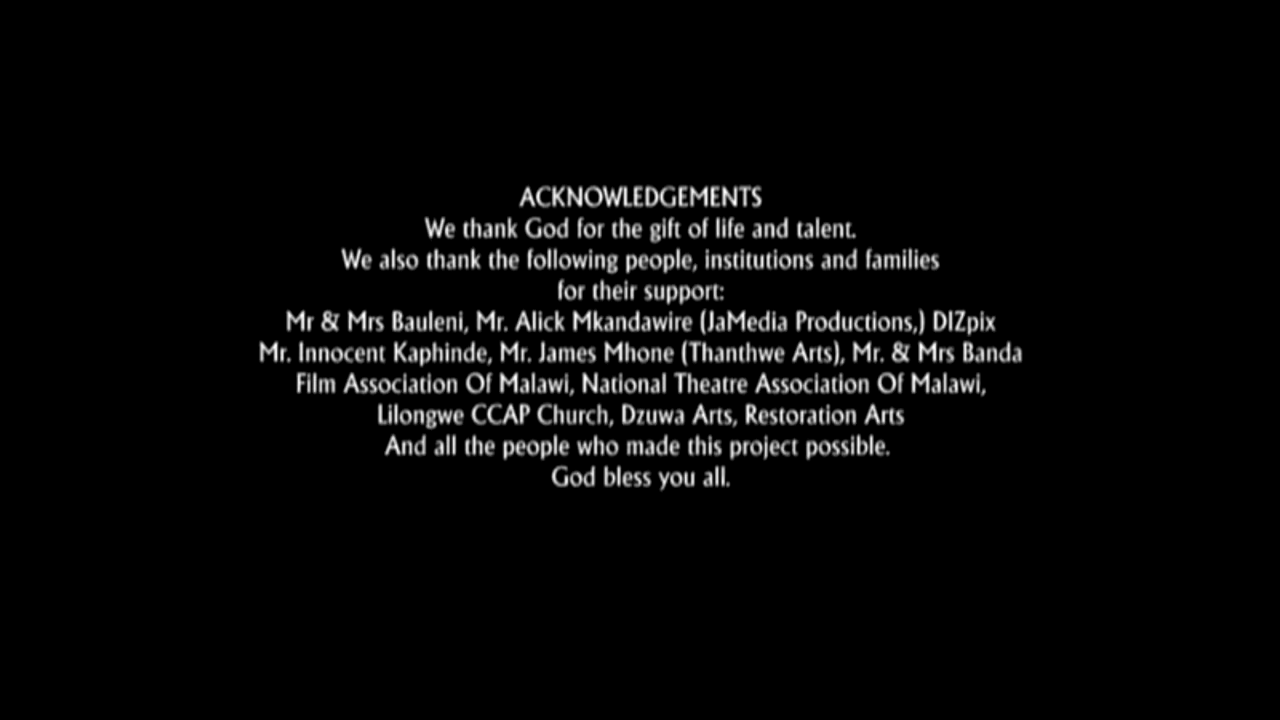 ACKNOWLEDGEMENTS
We thank God for the gift of life and talent.
We also thank the following people, institutions and families
for their support:
Mr & Mrs Bauleni, Mr. Alick Mkandawire (JaMedia Productions,) DIZpix
Mr. Innocent Kaphinde, Mr. James Mhone (Thanthwe Arts), Mr. & Mrs Banda
Film Association Of Malawi, National Theatre Association Of Malawi,
Lilongwe CCAP Church, Dzuwa Arts, Restoration Arts
And all the people who made this project possible.
God bless you all.